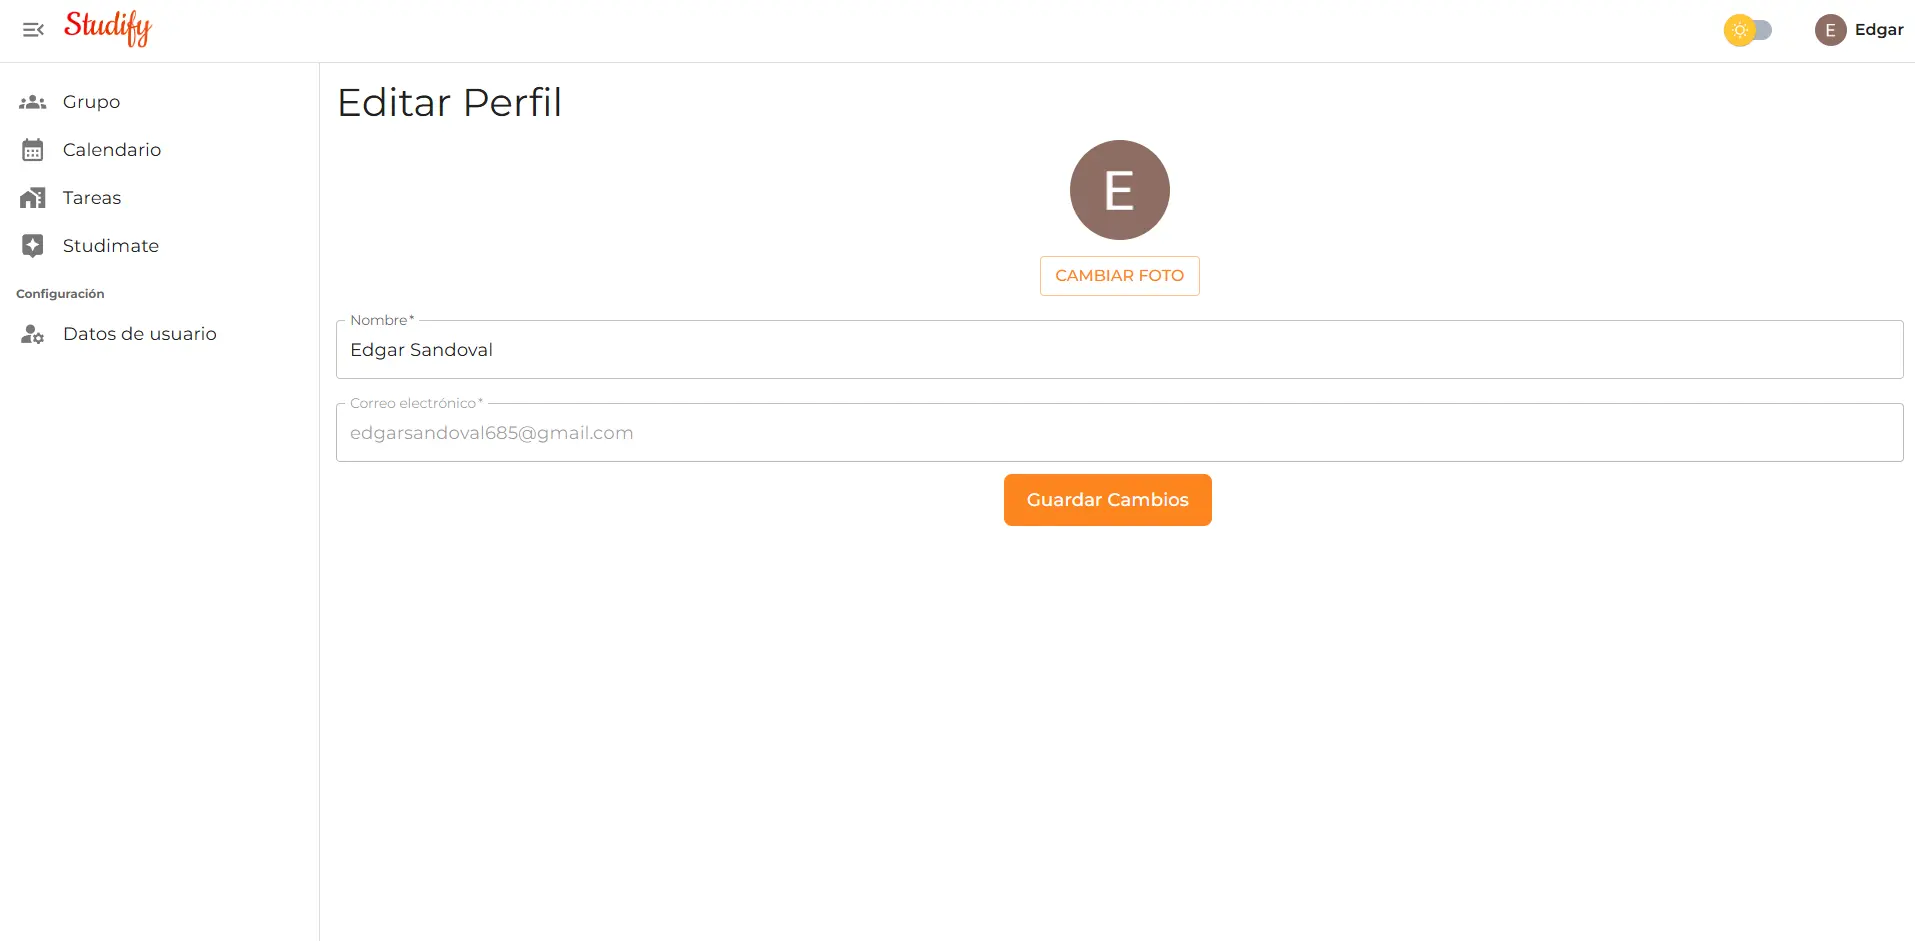 Studify
E Edgar
Grupo
Calendario
Tareas
Studimate
Configuración
Datos de usuario
Editar Perfil
E
CAMBIAR FOTO
Nombre*
Edgar Sandoval
Correo electrónico*
edgarsandoval685@gmail.com
Guardar Cambios